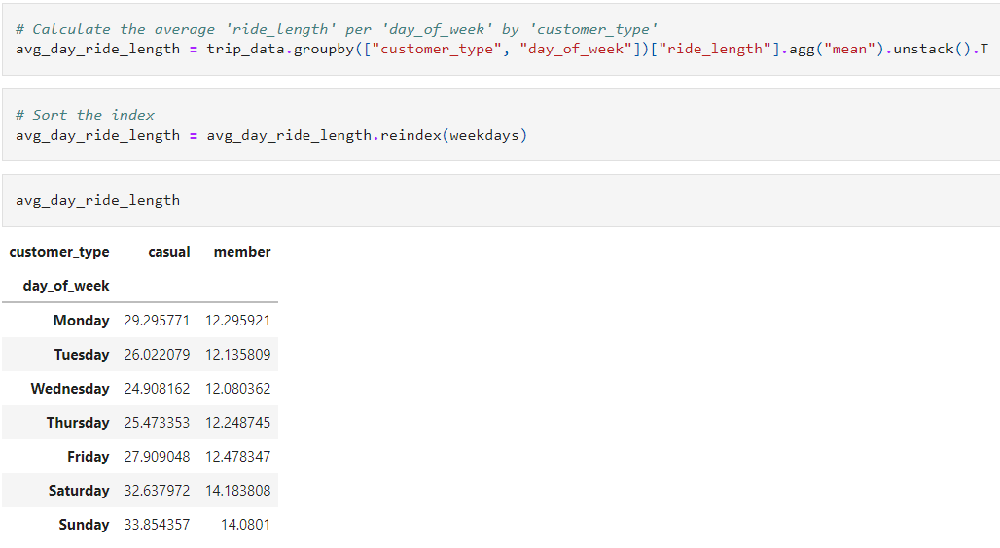 # Calculate the average 'ride_length' per 'day_of_week' by 'customer_type'
avg_day_ride_length = trip_data.groupby(["customer_type", "day_of_week"])["ride_length"].agg("mean").unstack().T
# Sort the index
avg_day_ride_length = avg_day_ride_length.reindex(weekdays)
avg_day_ride_length
customer_type casual member
day_of_week
Monday 29.295771 12.295921
Tuesday 26.022079 12.135809
Wednesday 24.908162 12.080362
Thursday 25.473353 12.248745
Friday 27.909048 12.478347
Saturday 32.637972 14.183808
Sunday 33.854357 14.0801